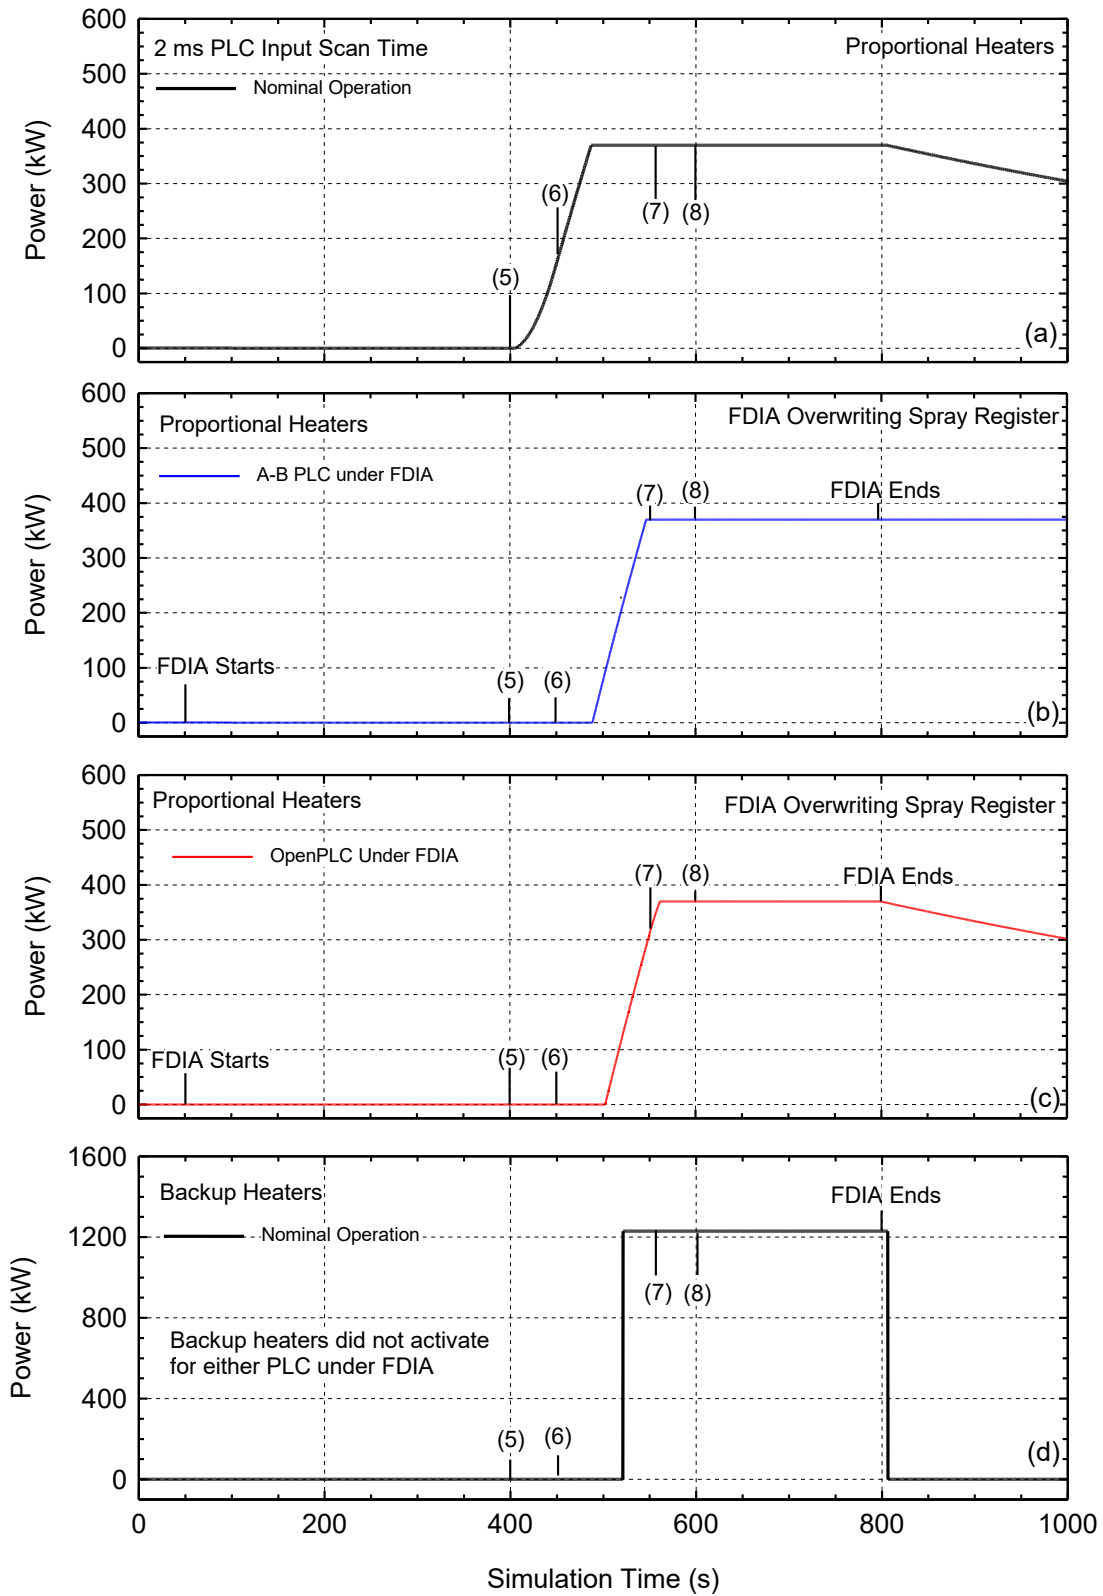 600
2 ms PLC Input Scan Time
Proportional Heaters
500
Nominal Operation
400
Power (kW)
300
(6)
(7)
(8)
200
(5)
100
0
(a)
600
Proportional Heaters
FDIA Overwriting Spray Register
500
A-B PLC under FDIA
(7)
(8)
FDIA Ends
400
Power (kW)
300
200
FDIA Starts
(5)
(6)
100
0
(b)
600
Proportional Heaters
FDIA Overwriting Spray Register
500
OpenPLC Under FDIA
(7)
(8)
FDIA Ends
400
Power (kW)
300
200
FDIA Starts
(5)
(6)
100
0
(c)
1600
Backup Heaters
FDIA Ends
Nominal Operation
1200
(7)
(8)
Power (kW)
800
Backup heaters did not activate
for either PLC under FDIA
400
(5)
(6)
(d)
0
0
200
400
600
800
1000
Simulation Time (s)